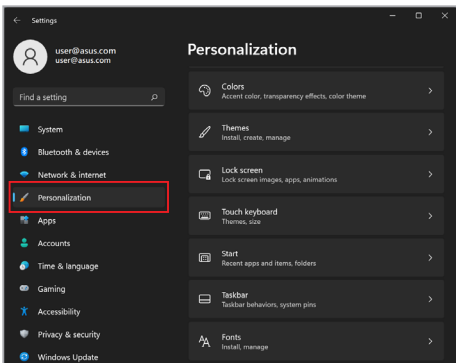 Settings
user@asus.com
user@asus.com
Find a setting
System
Bluetooth & devices
Network & internet
Personalization
Apps
Accounts
Time & language
Gaming
Accessibility
Privacy & security
Windows Update
Personalization
Colors
Accent color, transparency effects, color theme
Themes
Install, create, manage
Lock screen
Lock screen images, apps, animations
Touch keyboard
Themes, size
Start
Recent apps and items, folders
Taskbar
Taskbar behaviors, system pins
Fonts
Install, manage